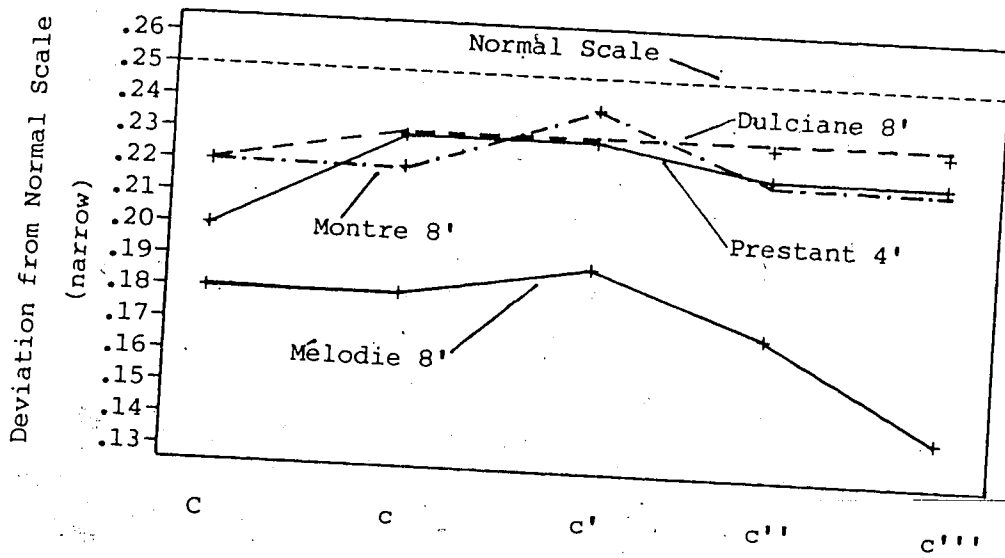 Deviation from Normal Scale
(narrow)
.26
.25
.24
.23
.22
.21
.20
.19
.18
.17
.16
.15
.14
.13
Normal Scale
Dulciane 8'
Montre 8'
Prestant 4'
Mélodie 8'
C
c
c'
c''
c'''